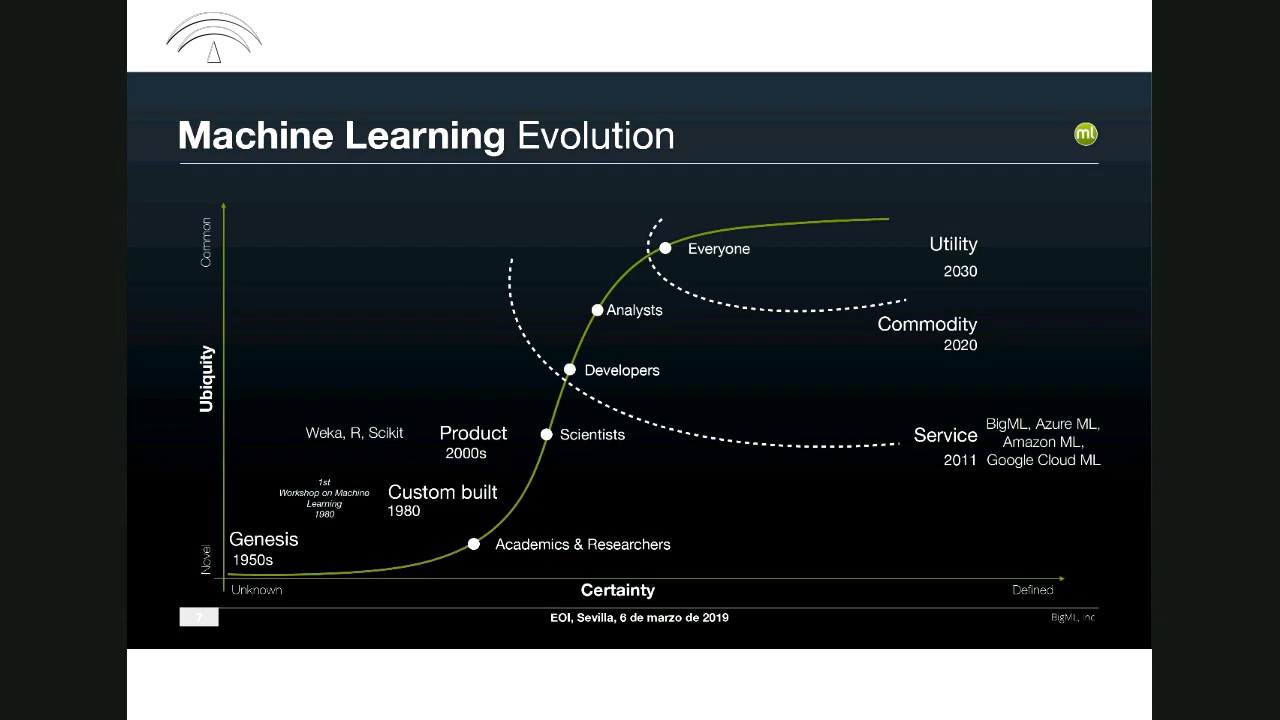 Machine Learning Evolution
ml
Common
Ubiquity
Novel
Everyone
Utility
2030
Analysts
Commodity
2020
Developers
Weka, R, Scikit
Product
2000s
Scientists
Service
2011
BigML, Azure ML,
Amazon ML,
Google Cloud ML
1st
Workshop on Machine
Learning
1980
Custom built
1980
Genesis
1950s
Academics & Researchers
Unknown
Certainty
Defined
7
EOI, Sevilla, 6 de marzo de 2019
BigML, Inc